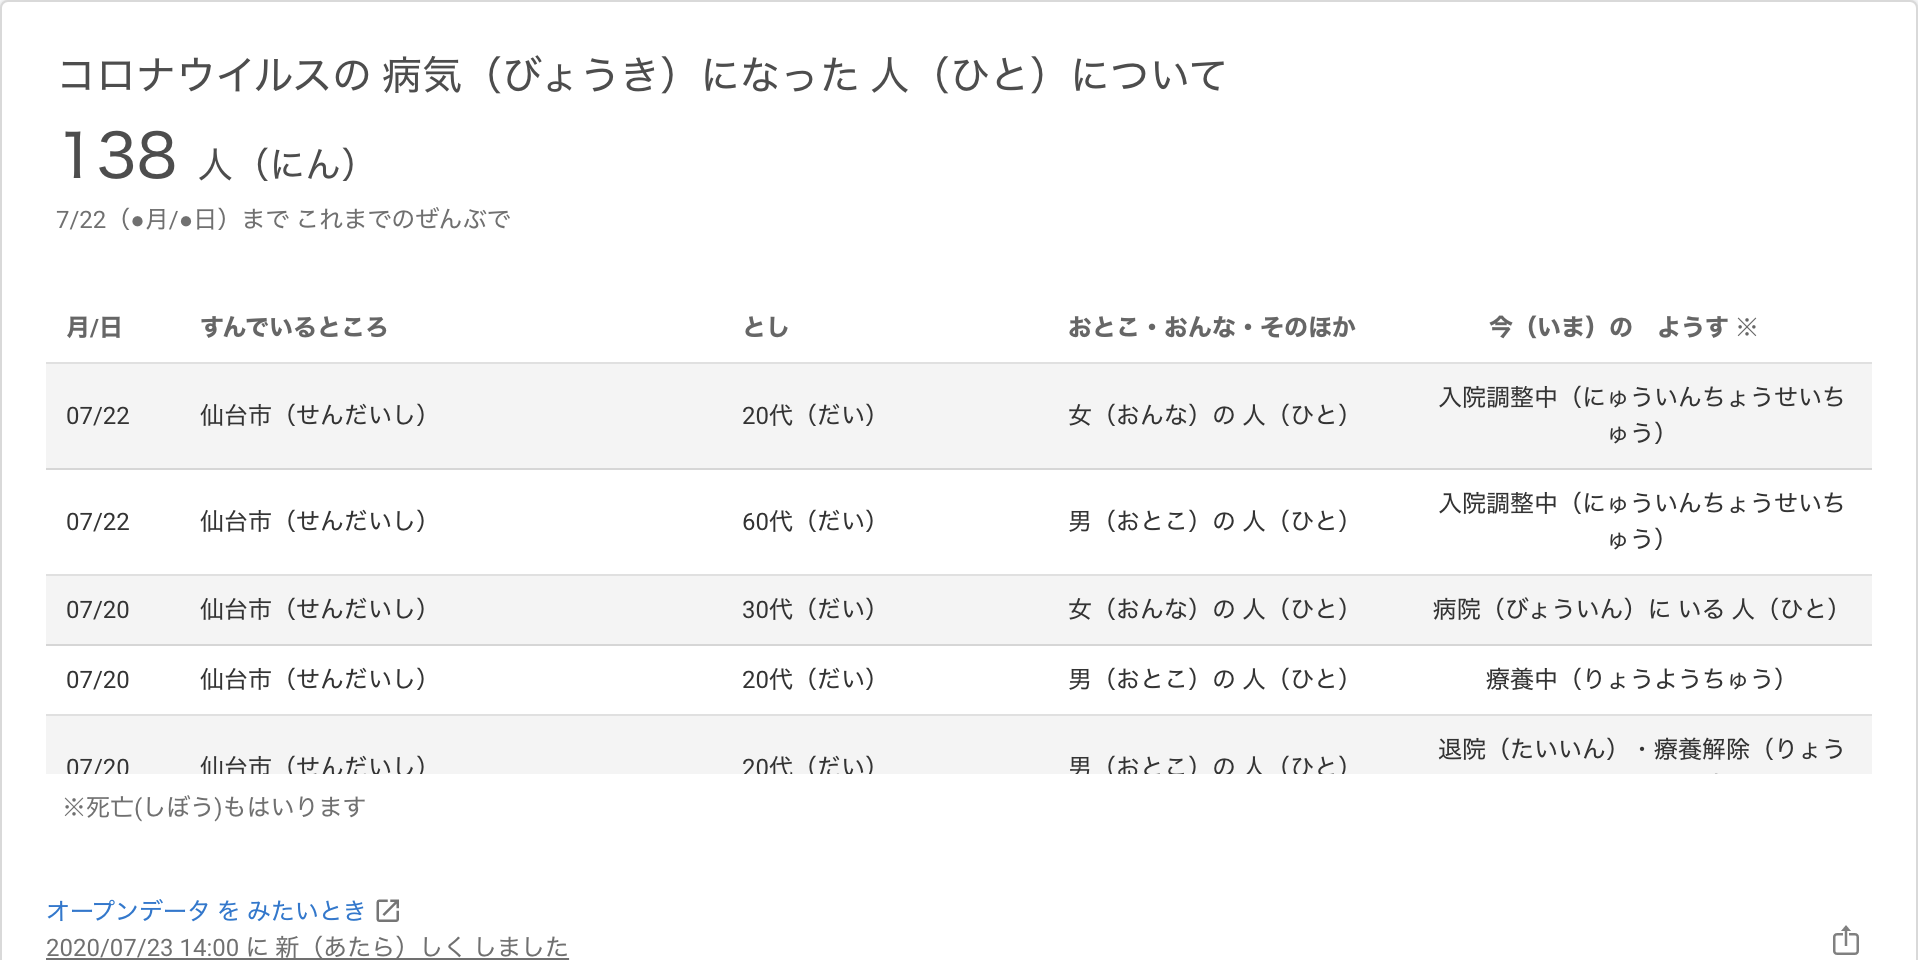 コロナウイルスの 病気（びょうき）になった 人（ひと）について
138 人（にん）
7/22（●月/●日）まで これまでのぜんぶで
月/日 すんでいるところ とし おとこ・おんな・そのほか 今（いま）の　ようす ※
07/22 仙台市（せんだいし） 20代（だい） 女（おんな）の 人（ひと） 入院調整中（にゅういんちょうせいち
ゅう）
07/22 仙台市（せんだいし） 60代（だい） 男（おとこ）の 人（ひと） 入院調整中（にゅういんちょうせいち
ゅう）
07/20 仙台市（せんだいし） 30代（だい） 女（おんな）の 人（ひと） 病院（びょういん）に いる 人（ひと）
07/20 仙台市（せんだいし） 20代（だい） 男（おとこ）の 人（ひと） 療養中（りょうようちゅう）
07/20 仙台市（せんだいし） 20代（だい） 男（おとこ）の 人（ひと） 退院（たいいん）・療養解除（りょう
※死亡(しぼう)もはいります
オープンデータ を みたいとき
2020/07/23 14:00 に 新（あたら）しく しました